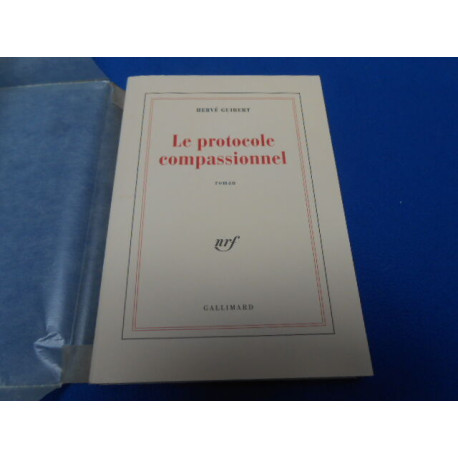 HERVÉ GUIBERT
Le protocole
compassionnel
roman
nrf
GALLIMARD